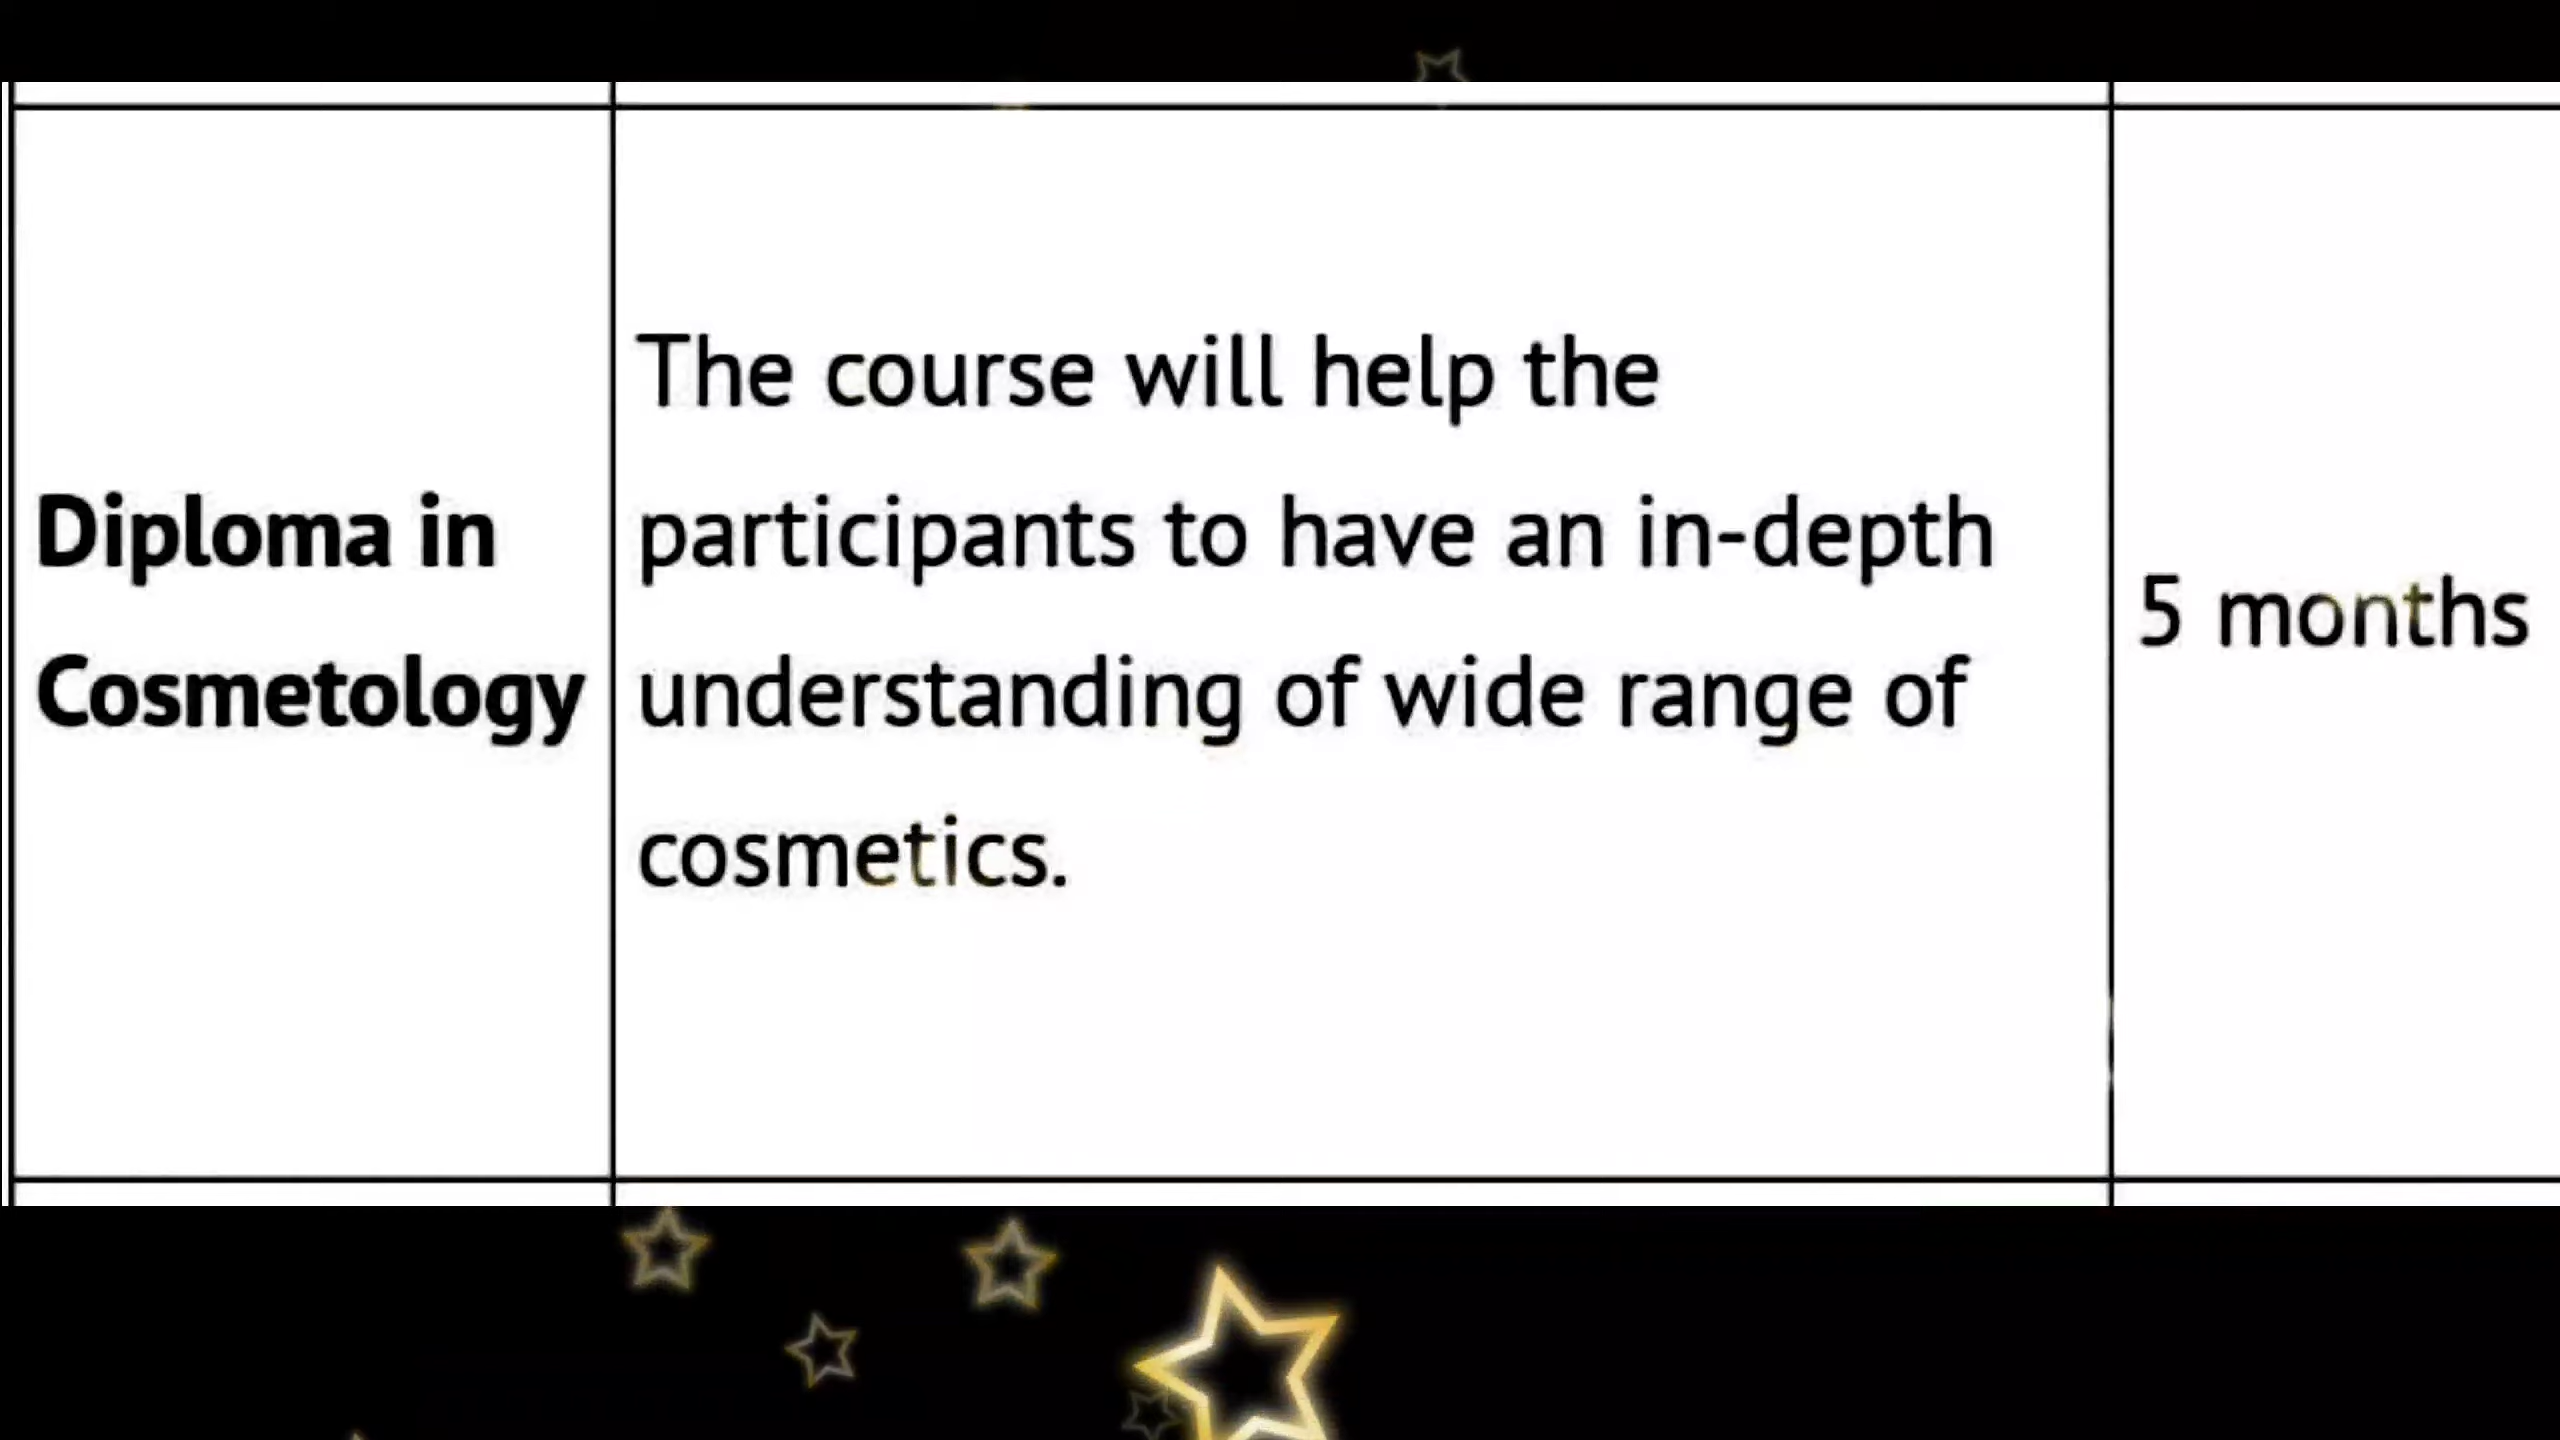 Diploma in
Cosmetology
The course will help the
participants to have an in-depth
understanding of wide range of
cosmetics.
5 months